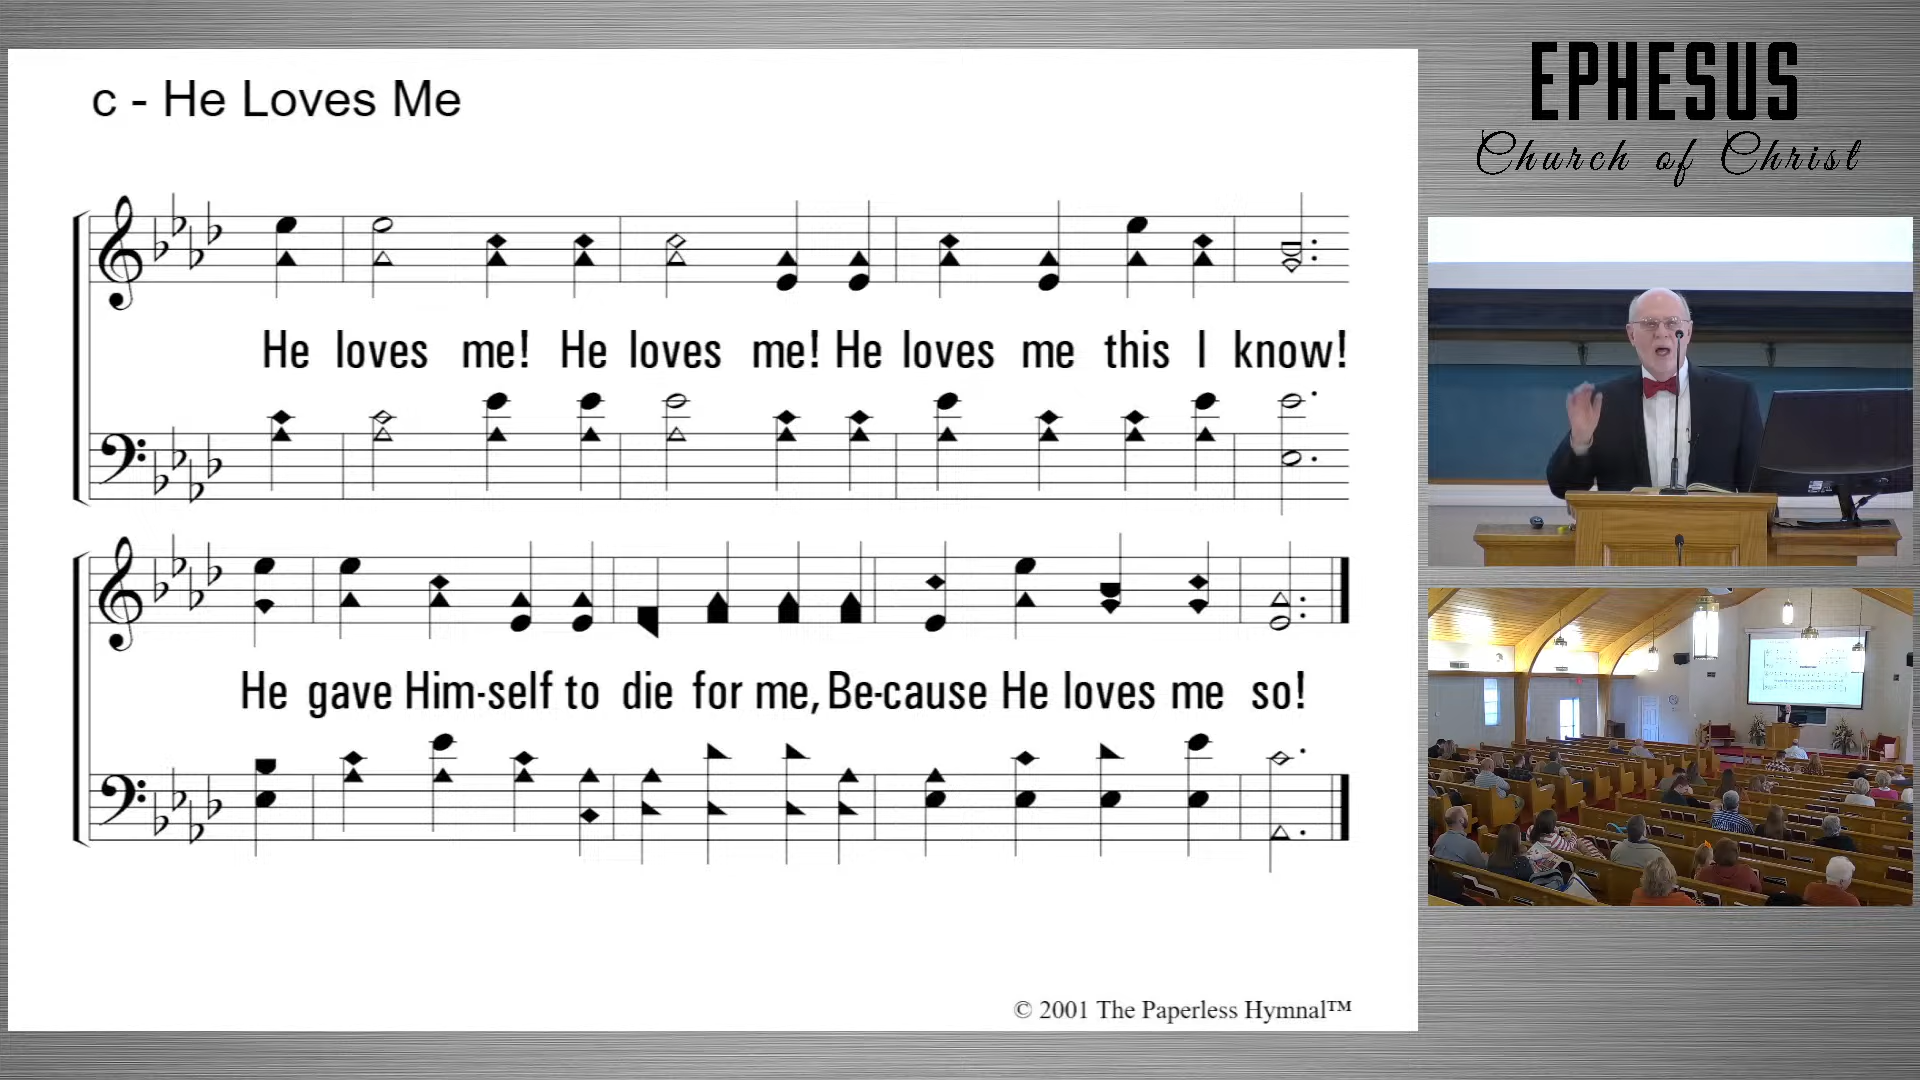 c - He Loves Me
He loves me! He loves me! He loves me this I know!
He gave Him-self to die for me, Be-cause He loves me so!
© 2001 The Paperless Hymnal™
EPHESUS
Church of Christ